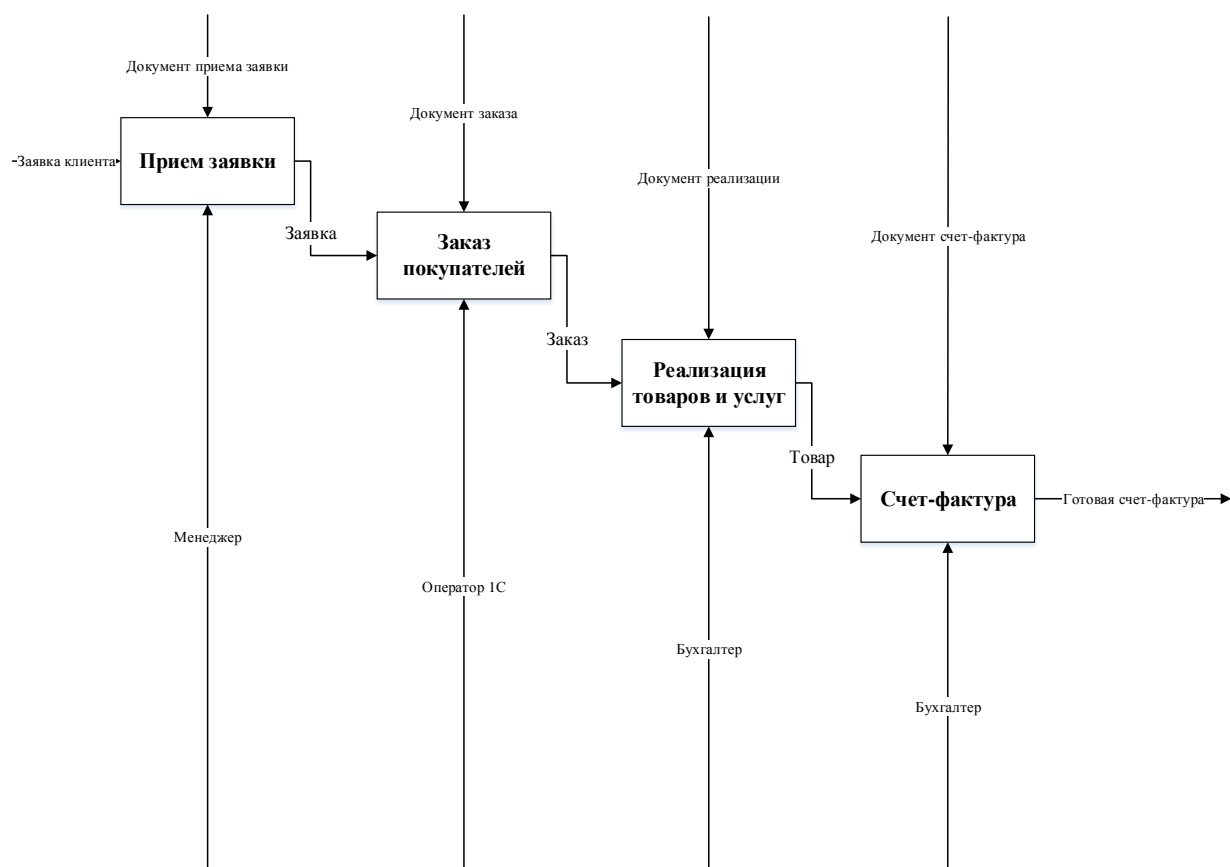 Документ приема заявки
Документ заказа
Заявка клиента
Прием заявки
Документ реализации
Заявка
Заказ
покупателей
Документ счет-фактура
Заказ
Реализация
товаров и услуг
Товар
Счет-фактура
Готовая счет-фактура
Менеджер
Оператор 1С
Бухгалтер
Бухгалтер